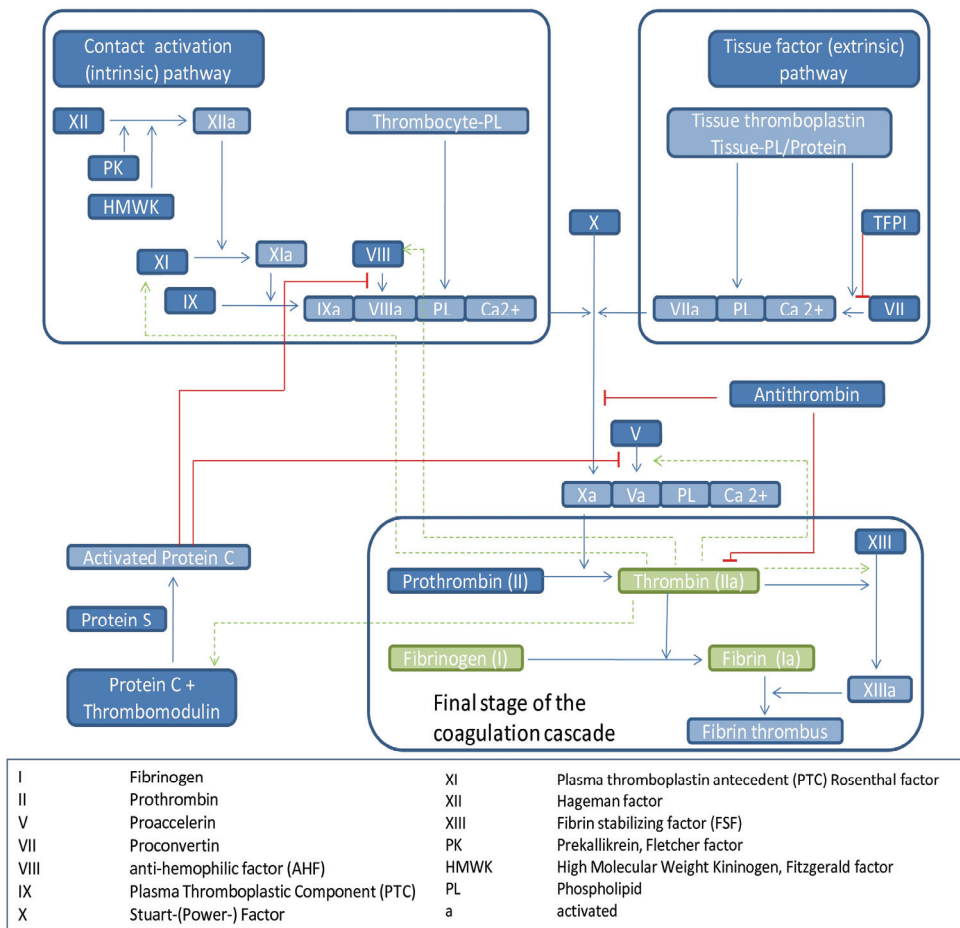 Contact activation
(intrinsic) pathway
Tissue factor (extrinsic)
pathway
XII
XIIa
Thrombocyte-PL
Tissue thromboplastin
Tissue-PL/Protein
PK
HMWK
X
TFPI
XI
XIa
VIII
IX
IXa
VIIIa
PL
Ca2+
VIIa
PL
Ca 2+
VII
Antithrombin
V
Xa
Va
PL
Ca 2+
Activated Protein C
XIII
Prothrombin (II)
Thrombin (IIa)
Protein S
Fibrinogen (I)
Fibrin (Ia)
Protein C +
Thrombomodulin
XIIIa
Final stage of the
coagulation cascade
Fibrin thrombus
I Fibrinogen
II Prothrombin
V Proaccelerin
VII Proconvertin
VIII anti-hemophilic factor (AHF)
IX Plasma Thromboplastic Component (PTC)
X Stuart-(Power-) Factor
XI Plasma thromboplastin antecedent (PTC) Rosenthal factor
XII Hageman factor
XIII Fibrin stabilizing factor (FSF)
PK Prekallikrein, Fletcher factor
HMWK High Molecular Weight Kininogen, Fitzgerald factor
PL Phospholipid
a activated